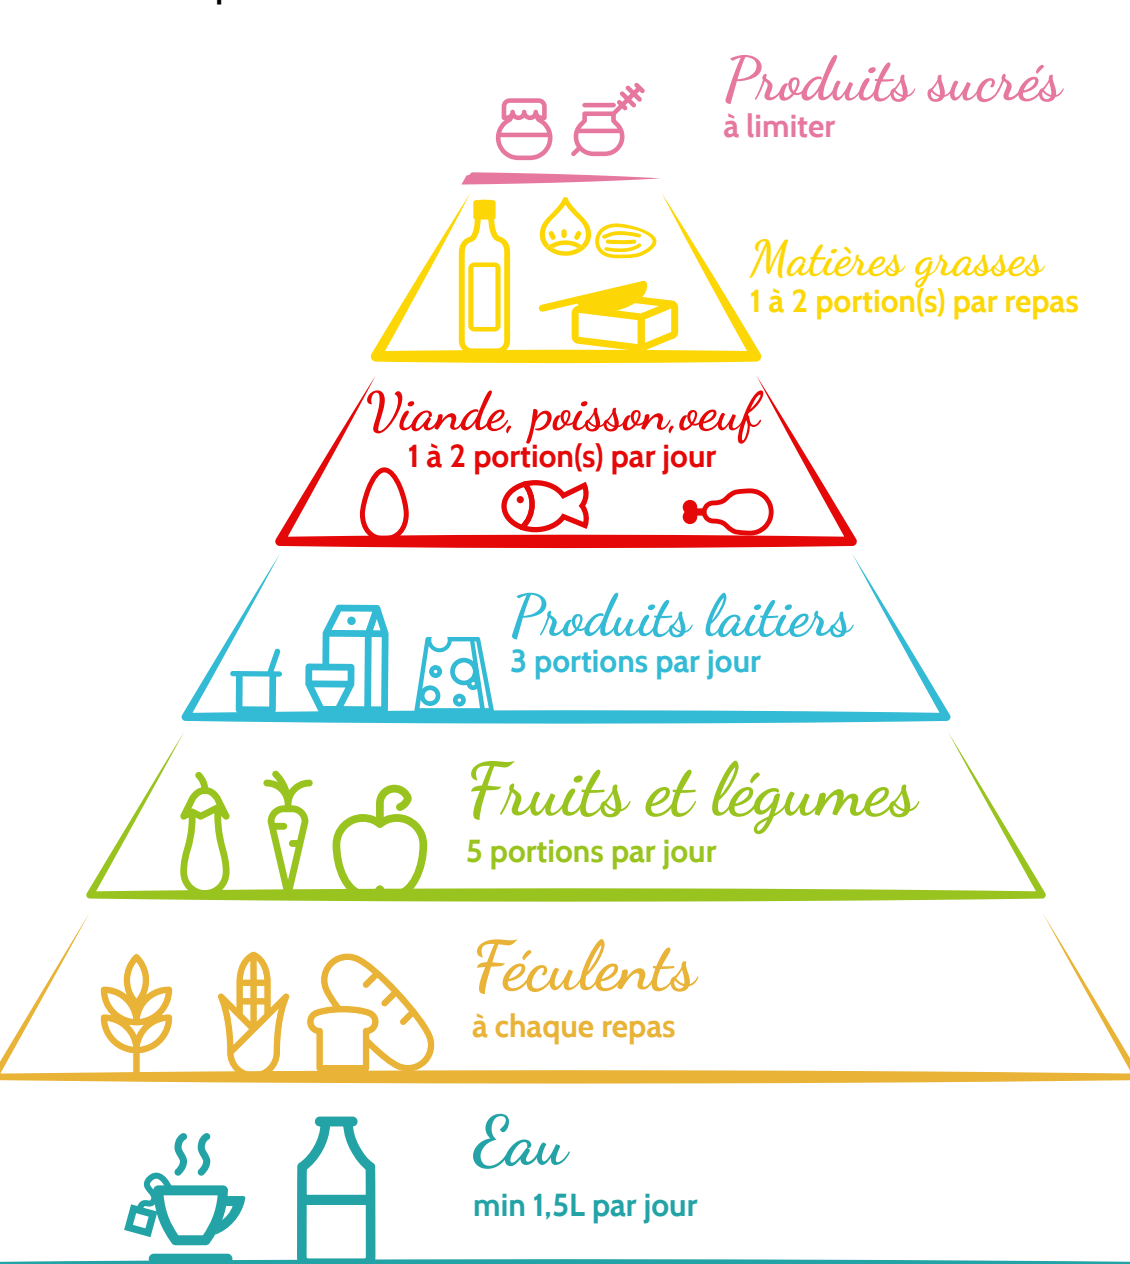 Produits sucrés
à limiter
Matières grasses
1 à 2 portion(s) par repas
Viande, poisson,oeuf
1 à 2 portion(s) par jour
Produits laitiers
3 portions par jour
Fruits et légumes
5 portions par jour
Féculents
à chaque repas
Eau
min 1,5L par jour